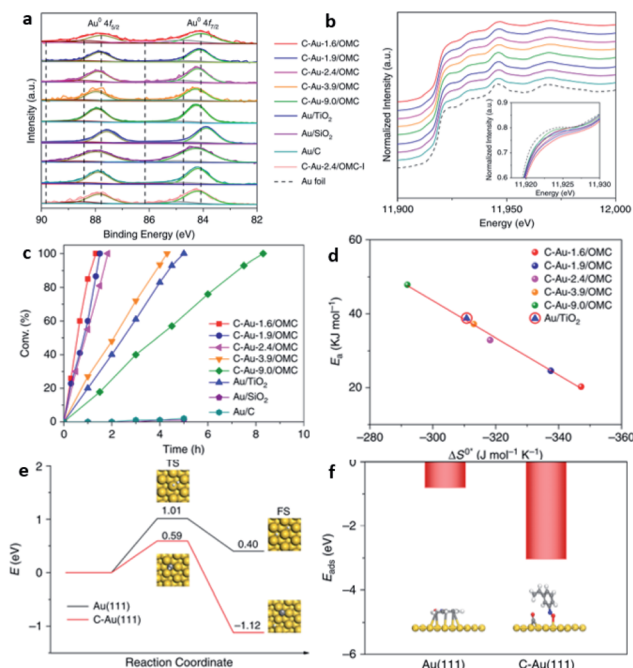 a
Au⁰ 4f₅/₂ Au⁰ 4f₇/₂
Intensity (a.u.)
90 88 86 84 82
Binding Energy (eV)
C-Au-1.6/OMC
C-Au-1.9/OMC
C-Au-2.4/OMC
C-Au-3.9/OMC
C-Au-9.0/OMC
Au/TiO₂
Au/SiO₂
Au/C
C-Au-2.4/OMC-I
Au foil
b
Normalized Intensity (a.u.)
11,900 11,950 12,000
Energy (eV)
Normalized Intensity (a.u.)
0.8
0.7
0.6
0.5
11,920 11,925 11,930
Energy (eV)
c
Conv. (%)
100
80
60
40
20
0
0 2 4 6 8 10
Time (h)
C-Au-1.6/OMC
C-Au-1.9/OMC
C-Au-2.4/OMC
C-Au-3.9/OMC
C-Au-9.0/OMC
Au/TiO₂
Au/SiO₂
Au/C
d
Eₐ (KJ mol⁻¹)
60
40
20
−280 −300 −320 −340 −360
ΔS⁰* (J mol⁻¹ K⁻¹)
C-Au-1.6/OMC
C-Au-1.9/OMC
C-Au-2.4/OMC
C-Au-3.9/OMC
C-Au-9.0/OMC
Au/TiO₂
e
E (eV)
2
1
0
−1
TS
1.01
0.59
FS
0.40
−1.12
Au(111)
C-Au(111)
Reaction Coordinate
f
E_ads (eV)
0
−2
−4
−6
Au(111) C-Au(111)